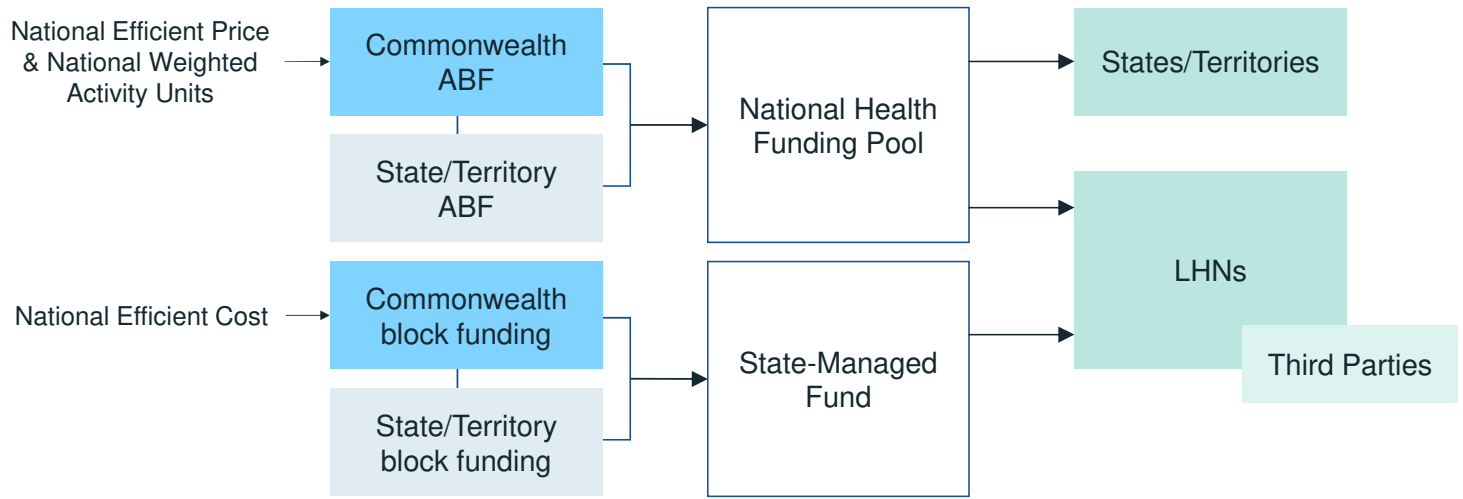 National Efficient Price
& National Weighted
Activity Units
Commonwealth
ABF
State/Territory
ABF
National Health
Funding Pool
States/Territories
National Efficient Cost
Commonwealth
block funding
State/Territory
block funding
State-Managed
Fund
LHNs
Third Parties